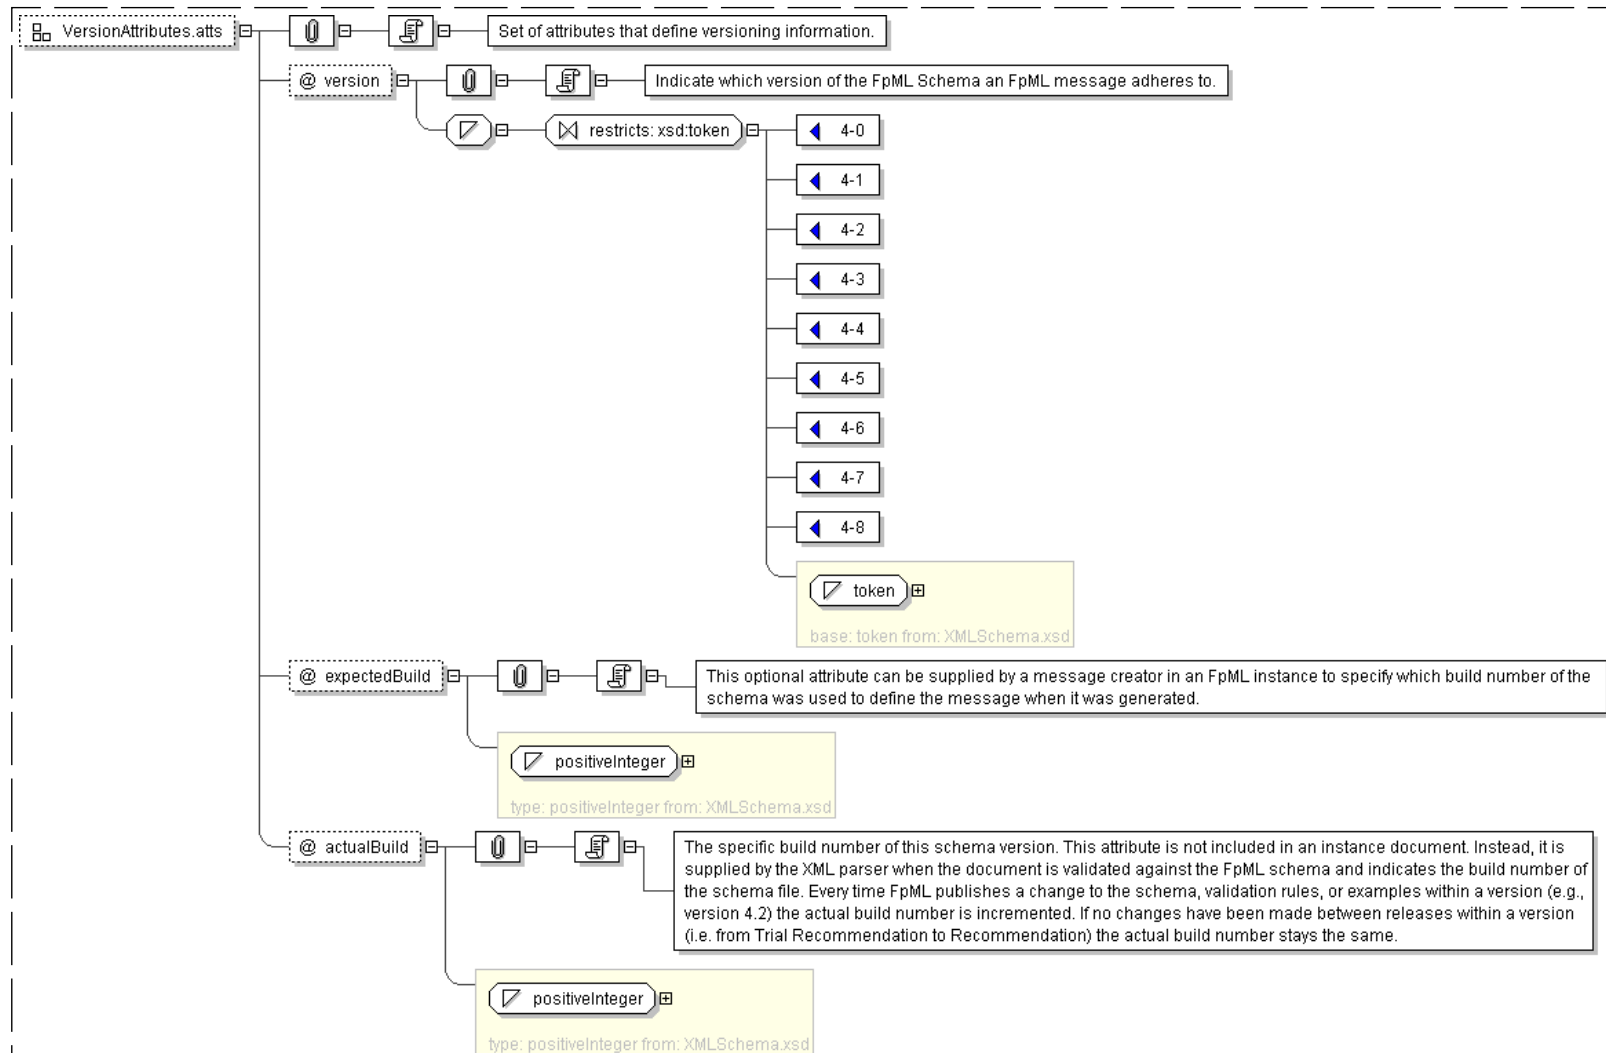 VersionAttributes.atts
Set of attributes that define versioning information.
@ version
Indicate which version of the FpML Schema an FpML message adheres to.
restricts: xsd:token
4-0
4-1
4-2
4-3
4-4
4-5
4-6
4-7
4-8
token
base: token from: XMLSchema.xsd
@ expectedBuild
This optional attribute can be supplied by a message creator in an FpML instance to specify which build number of the
schema was used to define the message when it was generated.
positiveInteger
type: positiveInteger from: XMLSchema.xsd
@ actualBuild
The specific build number of this schema version. This attribute is not included in an instance document. Instead, it is
supplied by the XML parser when the document is validated against the FpML schema and indicates the build number of
the schema file. Every time FpML publishes a change to the schema, validation rules, or examples within a version (e.g.,
version 4.2) the actual build number is incremented. If no changes have been made between releases within a version
(i.e. from Trial Recommendation to Recommendation) the actual build number stays the same.
positiveInteger
type: positiveInteger from: XMLSchema.xsd